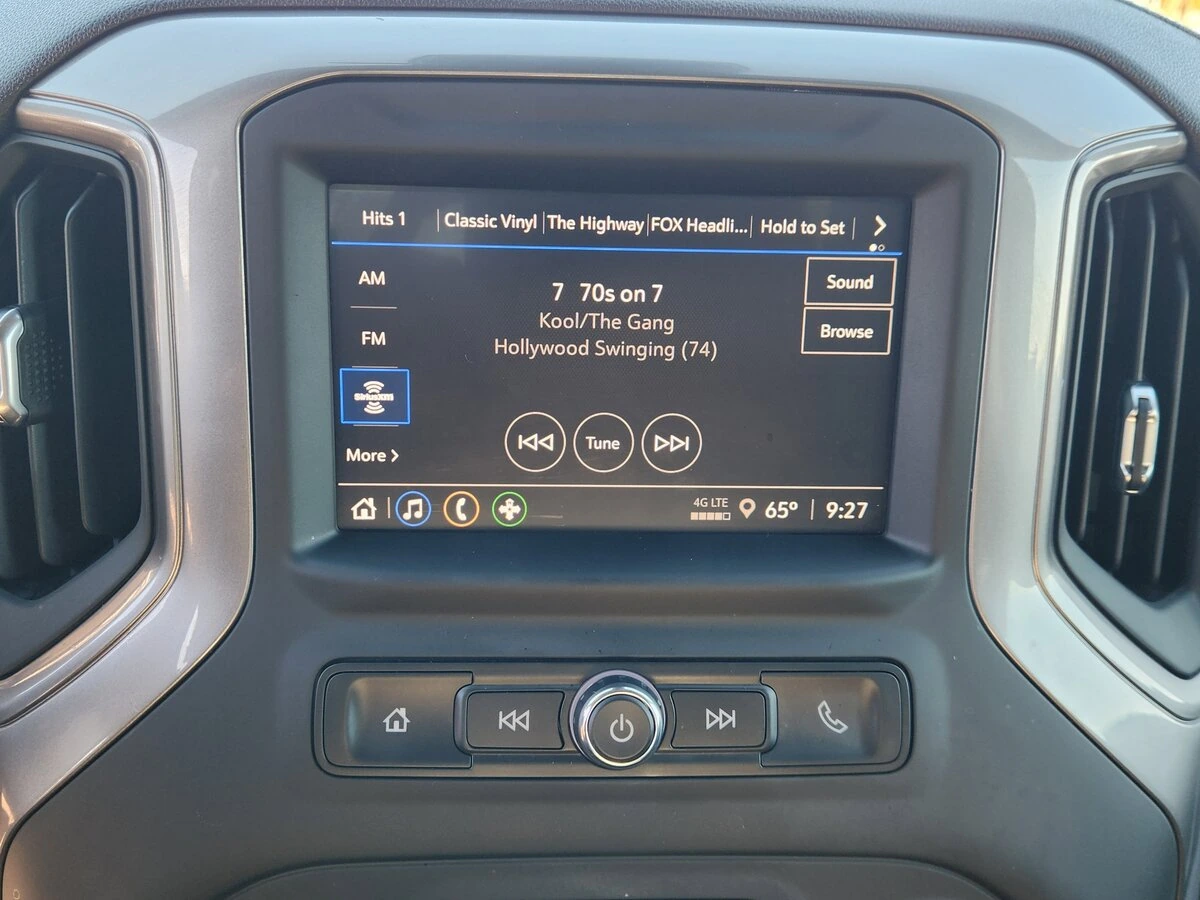 Hits 1
Classic Vinyl
The Highway
FOX Headli...
Hold to Set
AM
FM
SiriusXM
More
7 70s on 7
Kool/The Gang
Hollywood Swinging (74)
Tune
Sound
Browse
4G LTE
65°
9:27